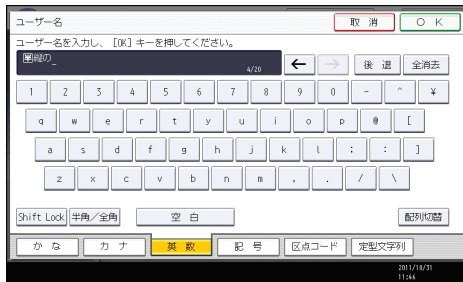 ユーザー名
取 消
O K
ユーザー名を入力し、[OK] キーを押してください。
縦の_
4/20
← → 後 退 全消去
1 2 3 4 5 6 7 8 9 0 - ^ ¥
q w e r t y u i o p @ [
a s d f g h j k l ; : ]
z x c v b n m , . / \
Shift Lock 半角/全角 空 白 配列切替
か な カ ナ 英 数 記 号 区点コード 定型文字列
2011/10/31
11:46